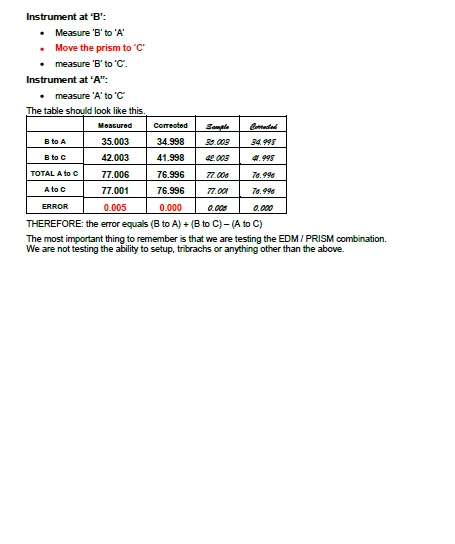 Instrument at ‘B’:
• Measure ‘B’ to ‘A’
• Move the prism to ‘C’
• measure ‘B’ to ‘C’.
Instrument at ‘A”:
• measure ‘A’ to ‘C’
The table should look like this.
Measured Corrected Sample Corrected
B to A 35.003 34.998 35.003 34.998
B to C 42.003 41.998 42.003 41.998
TOTAL A to C 77.006 76.996 77.006 76.996
A to C 77.001 76.996 77.001 76.996
ERROR 0.005 0.000 0.005 0.000
THEREFORE: the error equals (B to A) + (B to C) – (A to C)
The most important thing to remember is that we are testing the EDM / PRISM combination.
We are not testing the ability to setup, tribrachs or anything other than the above.